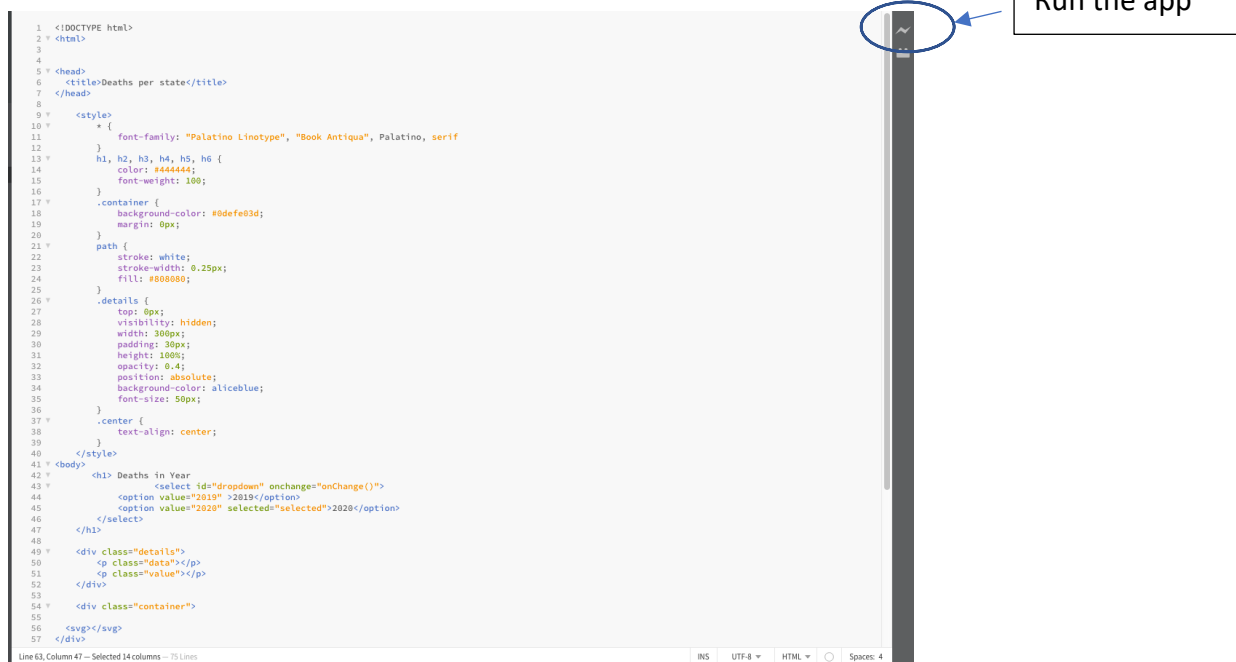 Run the app
1 <!DOCTYPE html>
2 <html>
3
4
5 <head>
6 <title>Deaths per state</title>
7 </head>
8
9 <style>
10 * {
11 font-family: "Palatino Linotype", "Book Antiqua", Palatino, serif
12 }
13 h1, h2, h3, h4, h5, h6 {
14 color: #444444;
15 font-weight: 100;
16 }
17 .container {
18 background-color: #0defe03d;
19 margin: 0px;
20 }
21 path {
22 stroke: white;
23 stroke-width: 0.25px;
24 fill: #808080;
25 }
26 .details {
27 top: 0px;
28 visibility: hidden;
29 width: 300px;
30 padding: 30px;
31 height: 100%;
32 opacity: 0.4;
33 position: absolute;
34 background-color: aliceblue;
35 font-size: 50px;
36 }
37 .center {
38 text-align: center;
39 }
40 </style>
41 <body>
42 <h1> Deaths in Year
43 <select id="dropdown" onchange="onChange()">
44 <option value="2019" >2019</option>
45 <option value="2020" selected="selected">2020</option>
46 </select>
47 </h1>
48
49 <div class="details">
50 <p class="data"></p>
51 <p class="value"></p>
52 </div>
53
54 <div class="container">
55
56 <svg></svg>
57 </div>
Line 63, Column 47 — Selected 14 columns — 75 Lines INS UTF-8 HTML Spaces: 4